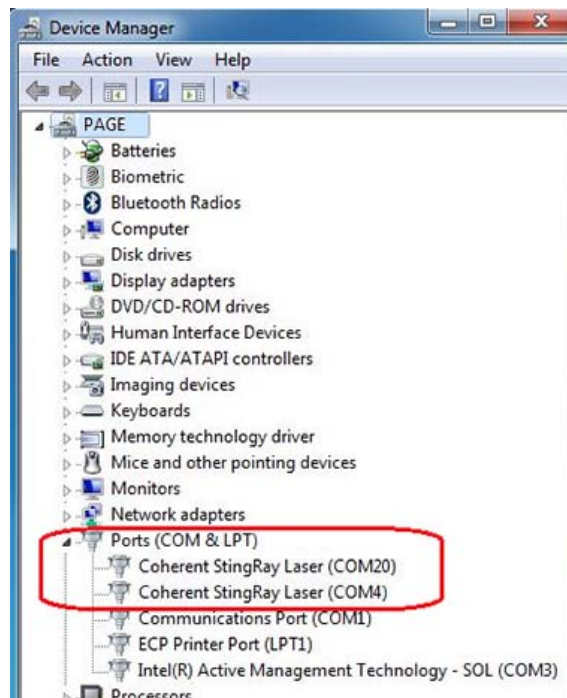 Device Manager
File Action View Help
PAGE
Batteries
Biometric
Bluetooth Radios
Computer
Disk drives
Display adapters
DVD/CD-ROM drives
Human Interface Devices
IDE ATA/ATAPI controllers
Imaging devices
Keyboards
Memory technology driver
Mice and other pointing devices
Monitors
Network adapters
Ports (COM & LPT)
Coherent StingRay Laser (COM20)
Coherent StingRay Laser (COM4)
Communications Port (COM1)
ECP Printer Port (LPT1)
Intel(R) Active Management Technology - SOL (COM3)
Processors